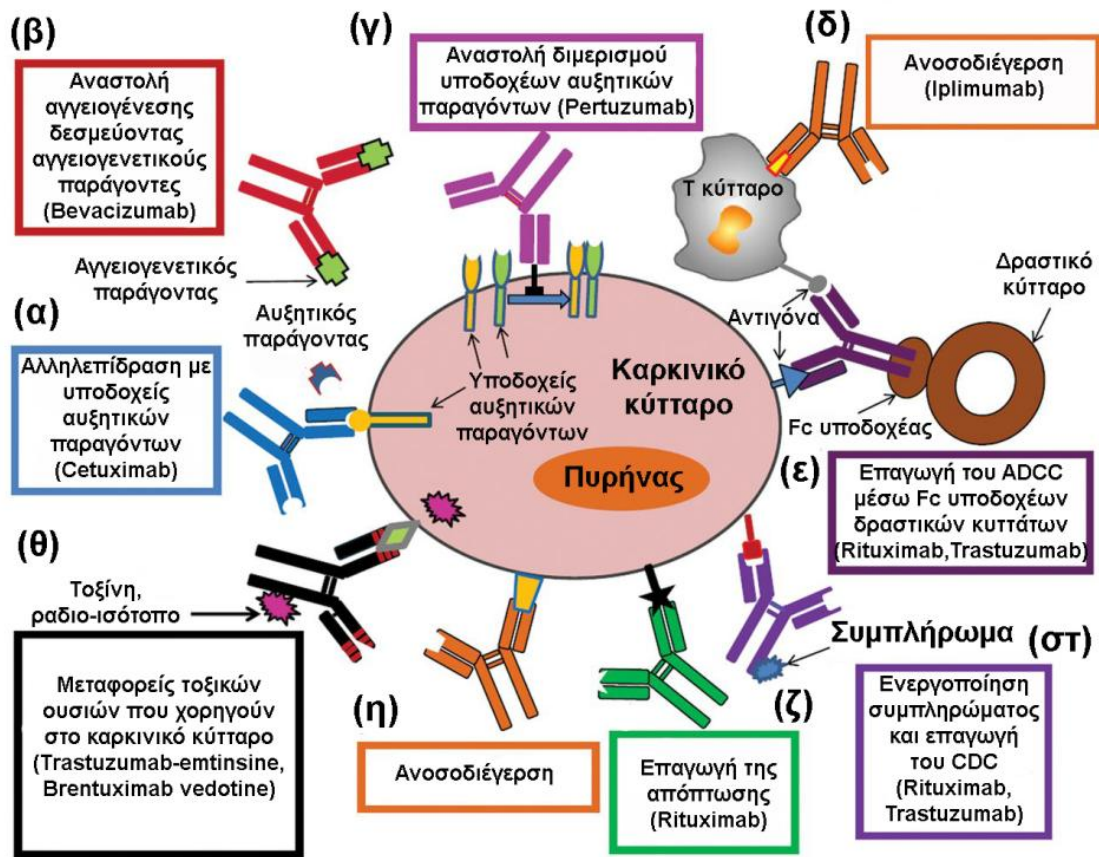 (β)
Αναστολή
αγγειογένεσης
δεσμεύοντας
αγγειογενετικούς
παράγοντες
(Bevacizumab)
Αγγειογενετικός
παράγοντας
(γ)
Αναστολή διμερισμού
υποδοχέων αυξητικών
παραγόντων (Pertuzumab)
(δ)
Ανοσοδιέγερση
(Iplimumab)
Τ κύτταρο
Δραστικό
κύτταρο
Αντιγόνα
Fc υποδοχέας
(α)
Αλληλεπίδραση με
υποδοχείς
αυξητικών
παραγόντων
(Cetuximab)
Αυξητικός
παράγοντας
Υποδοχείς
αυξητικών
παραγόντων
Καρκινικό
κύτταρο
Πυρήνας
(ε)
Επαγωγή του ADCC
μέσω Fc υποδοχέων
δραστικών κυττάτων
(Rituximab,Trastuzumab)
(θ)
Τοξίνη,
ραδιο-ισότοπο
Μεταφορείς τοξικών
ουσιών που χορηγούν
στο καρκινικό κύτταρο
(Trastuzumab-emtinsine,
Brentuximab vedotine)
(η)
Ανοσοδιέγερση
(ζ)
Επαγωγή της
απόπτωσης
(Rituximab)
Συμπλήρωμα
(στ)
Ενεργοποίηση
συμπληρώματος
και επαγωγή
του CDC
(Rituximab,
Trastuzumab)